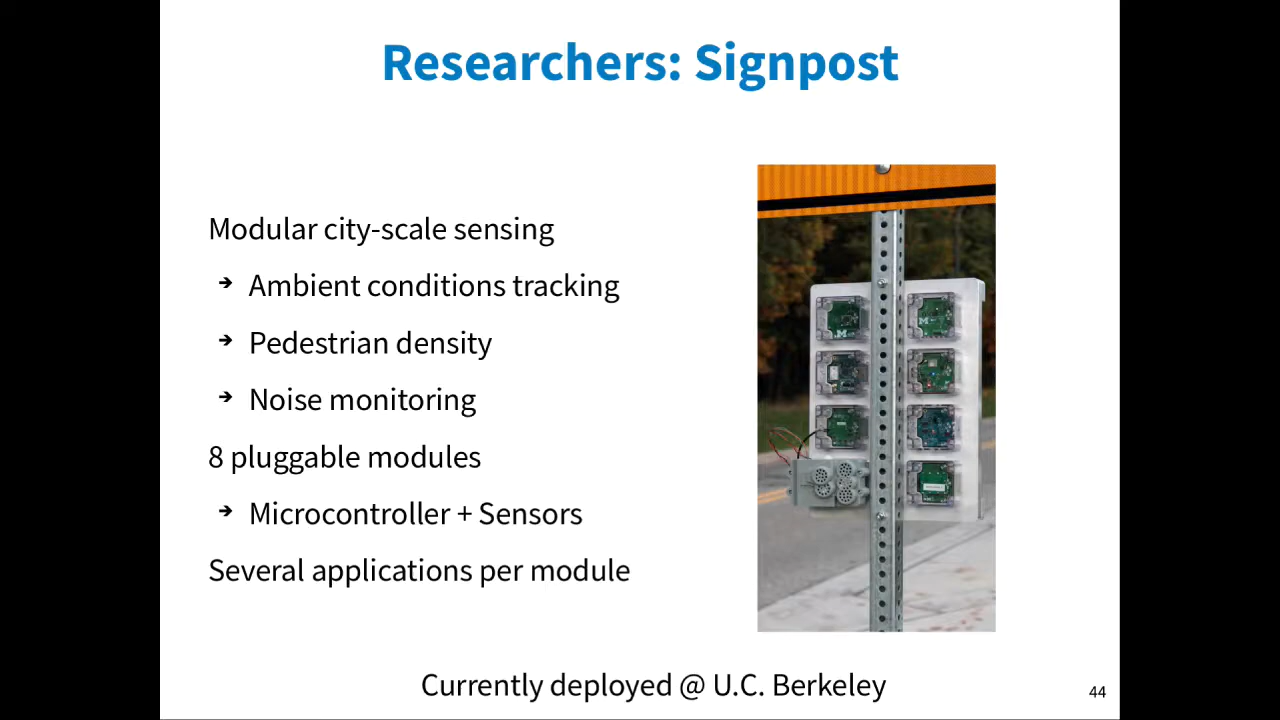 Researchers: Signpost
Modular city-scale sensing
➔ Ambient conditions tracking
➔ Pedestrian density
➔ Noise monitoring
8 pluggable modules
➔ Microcontroller + Sensors
Several applications per module
Currently deployed @ U.C. Berkeley
44